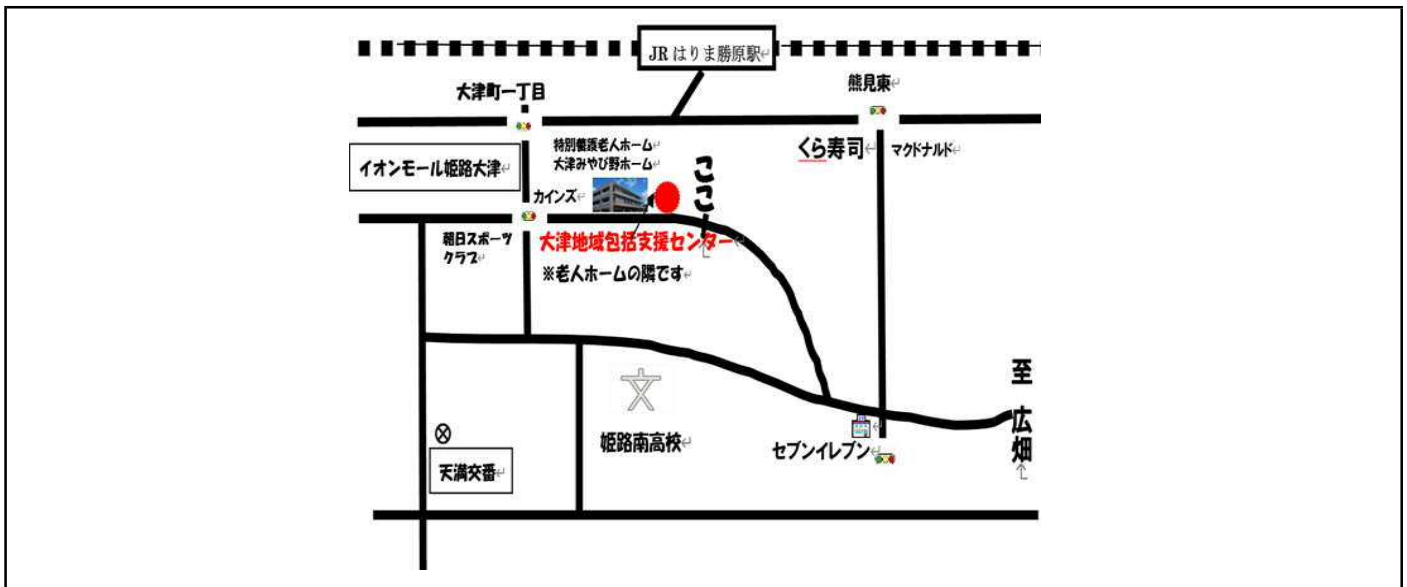 JRはりま勝原駅
大津町一丁目
熊見東
特別養護老人ホーム
大津みやび野ホーム
ここ
くら寿司
マクドナルド
イオンモール姫路大津
カインズ
朝日スポーツ
クラブ
大津地域包括支援センター
※老人ホームの隣です
至 広畑
文
姫路南高校
セブンイレブン
天満交番